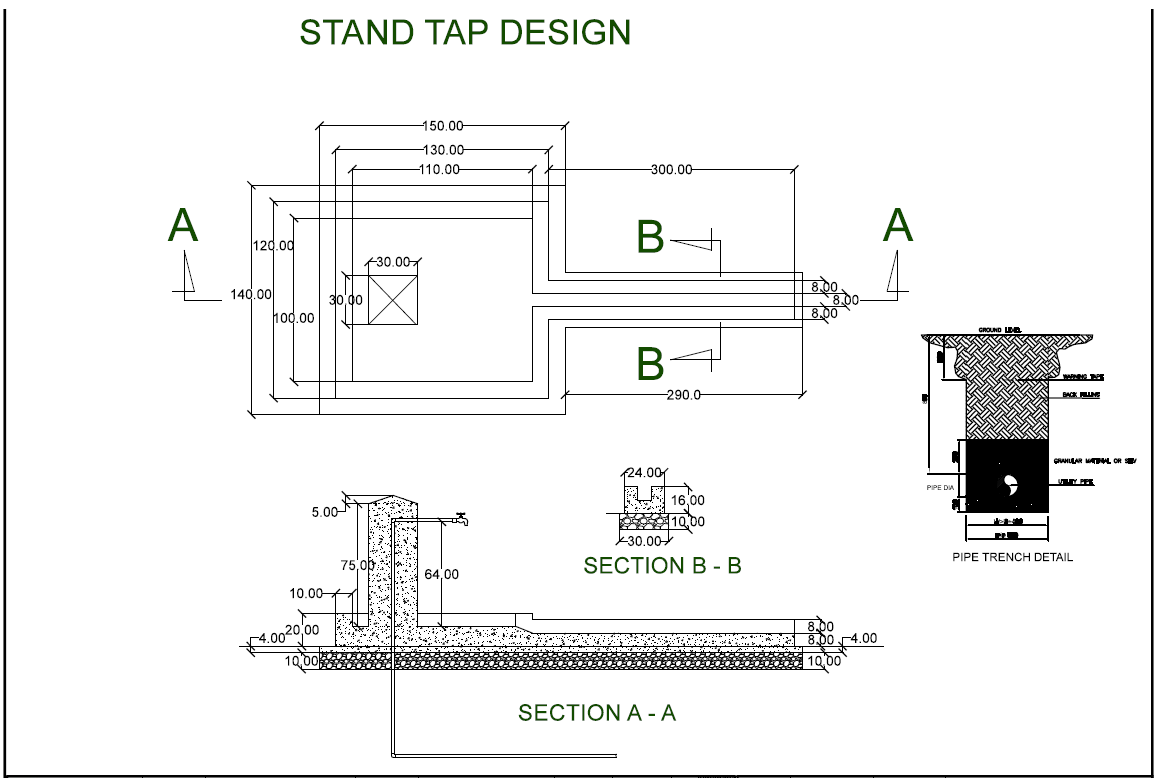 STAND TAP DESIGN
150.00
130.00
110.00
300.00
A
B
A
120.00
30.00
140.00
30.00
8.00
8.00
100.00
8.00
B
290.0
GROUND LEVEL
WARNING TAPE
BACK FILLING
GRANULAR MATERIAL OR
PIPE DIA
UTILITY PIPE
PIPE TRENCH DETAIL
24.00
16.00
10.00
30.00
SECTION B - B
5.00
75.00
64.00
10.00
20.00
4.00
10.00
8.00
8.00
4.00
10.00
SECTION A - A